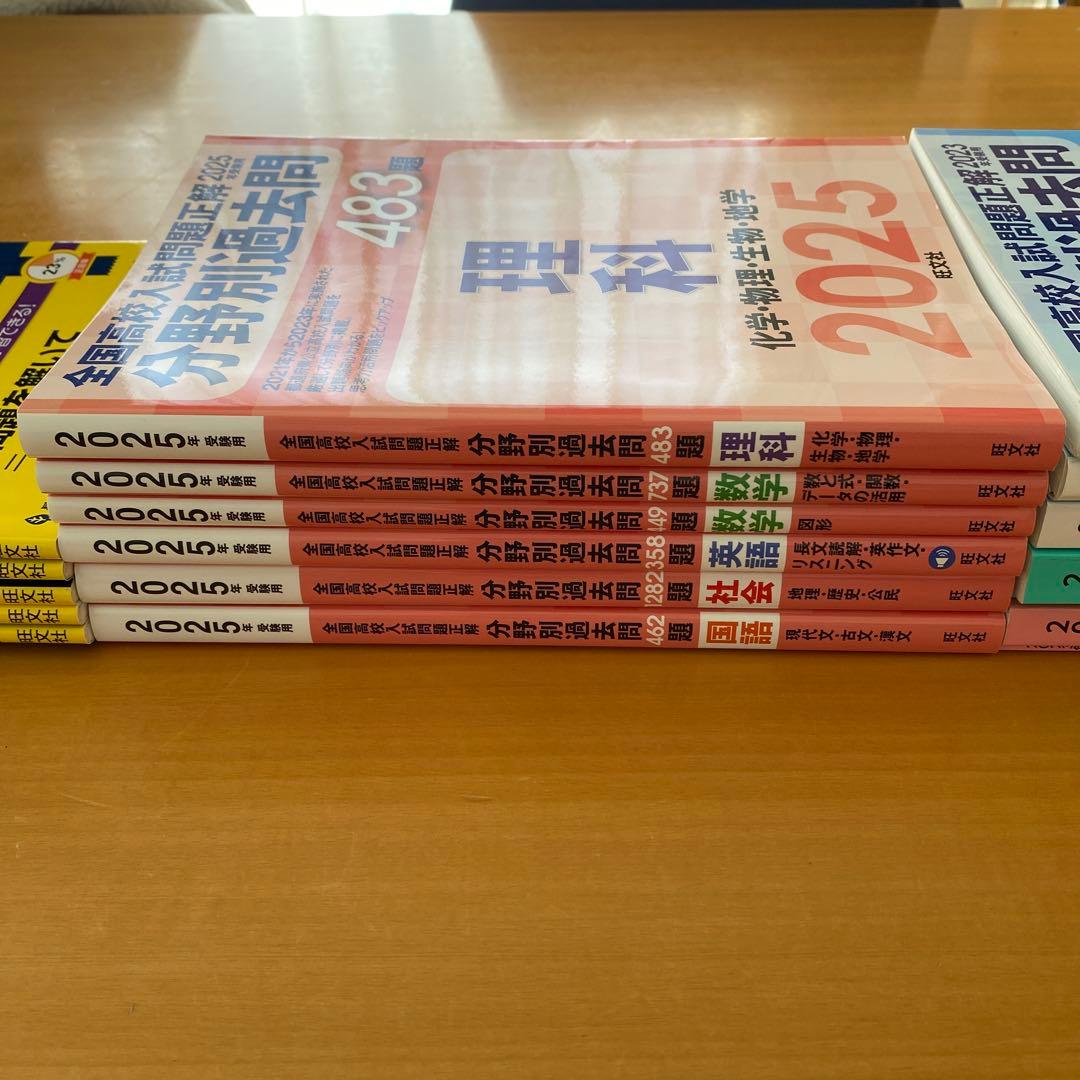 全国高校入試問題正解 2025 年受験用
分野別過去問
483題
2021年から2023年に実施された
理科
化学・物理・生物・地学
2025
旺文社
2025年受験用 全国高校入試問題正解 分野別過去問 483題 理科 化学・物理・生物・地学 旺文社
2025年受験用 全国高校入試問題正解 分野別過去問 737題 数学 数と式・関数・データの活用 旺文社
2025年受験用 全国高校入試問題正解 分野別過去問 題 数学 図形 旺文社
2025年受験用 全国高校入試問題正解 分野別過去問 358題 英語 長文読解・英作文・リスニング 旺文社
2025年受験用 全国高校入試問題正解 分野別過去問 題 社会 地理・歴史・公民 旺文社
2025年受験用 全国高校入試問題正解 分野別過去問 462題 国語 現代文・古文・漢文 旺文社
23%
できる!
を解いて
旺文社
旺文社
旺文社
旺文社
国高校入試問題正解 2023 年受験用
過去問
2
20